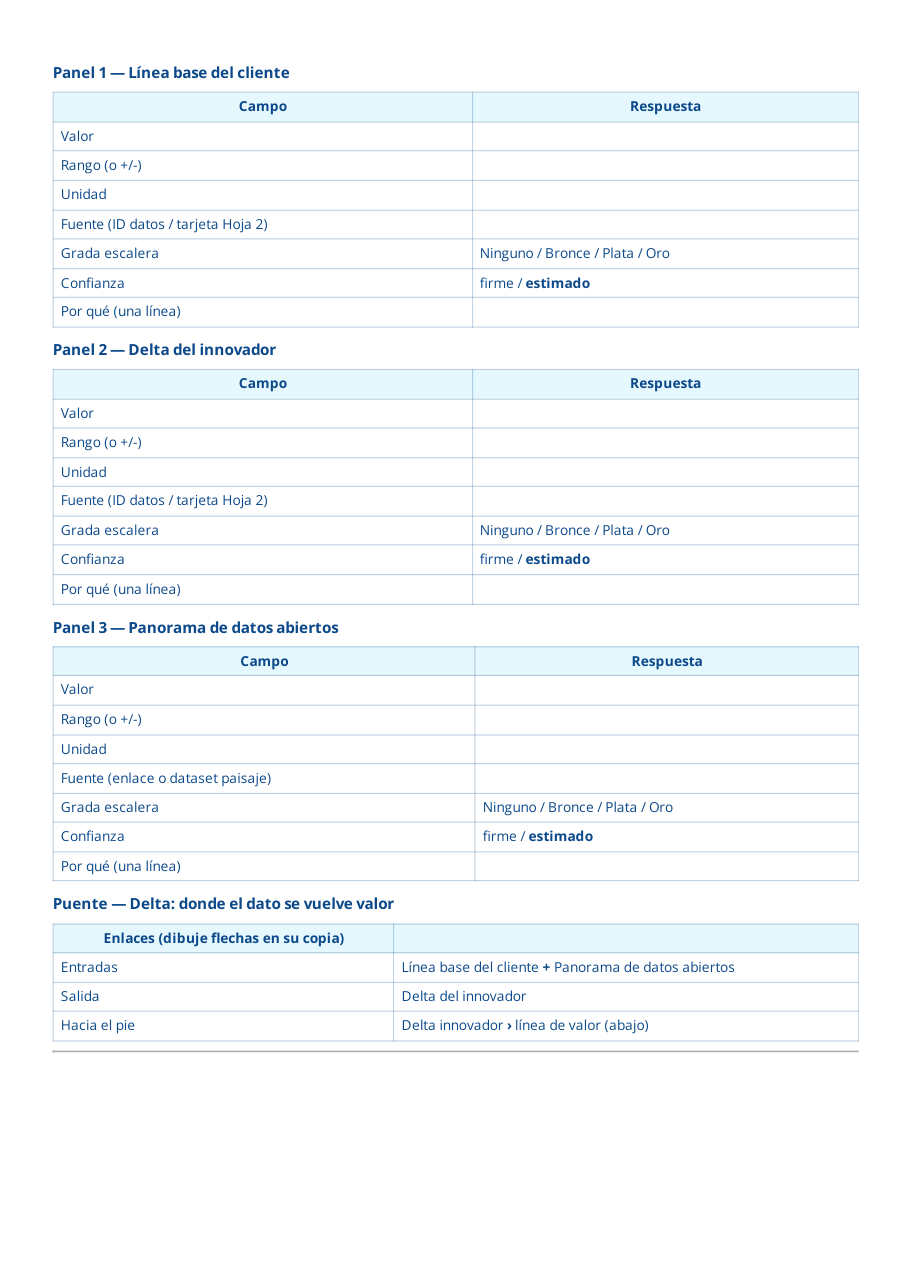 Panel 1 — Línea base del cliente
Campo Respuesta
Valor
Rango (o +/-)
Unidad
Fuente (ID datos / tarjeta Hoja 2)
Grada escalera Ninguno / Bronce / Plata / Oro
Confianza firme / estimado
Por qué (una línea)
Panel 2 — Delta del innovador
Campo Respuesta
Valor
Rango (o +/-)
Unidad
Fuente (ID datos / tarjeta Hoja 2)
Grada escalera Ninguno / Bronce / Plata / Oro
Confianza firme / estimado
Por qué (una línea)
Panel 3 — Panorama de datos abiertos
Campo Respuesta
Valor
Rango (o +/-)
Unidad
Fuente (enlace o dataset paisaje)
Grada escalera Ninguno / Bronce / Plata / Oro
Confianza firme / estimado
Por qué (una línea)
Puente — Delta: donde el dato se vuelve valor
Enlaces (dibuje flechas en su copia)
Entradas Línea base del cliente + Panorama de datos abiertos
Salida Delta del innovador
Hacia el pie Delta innovador › línea de valor (abajo)